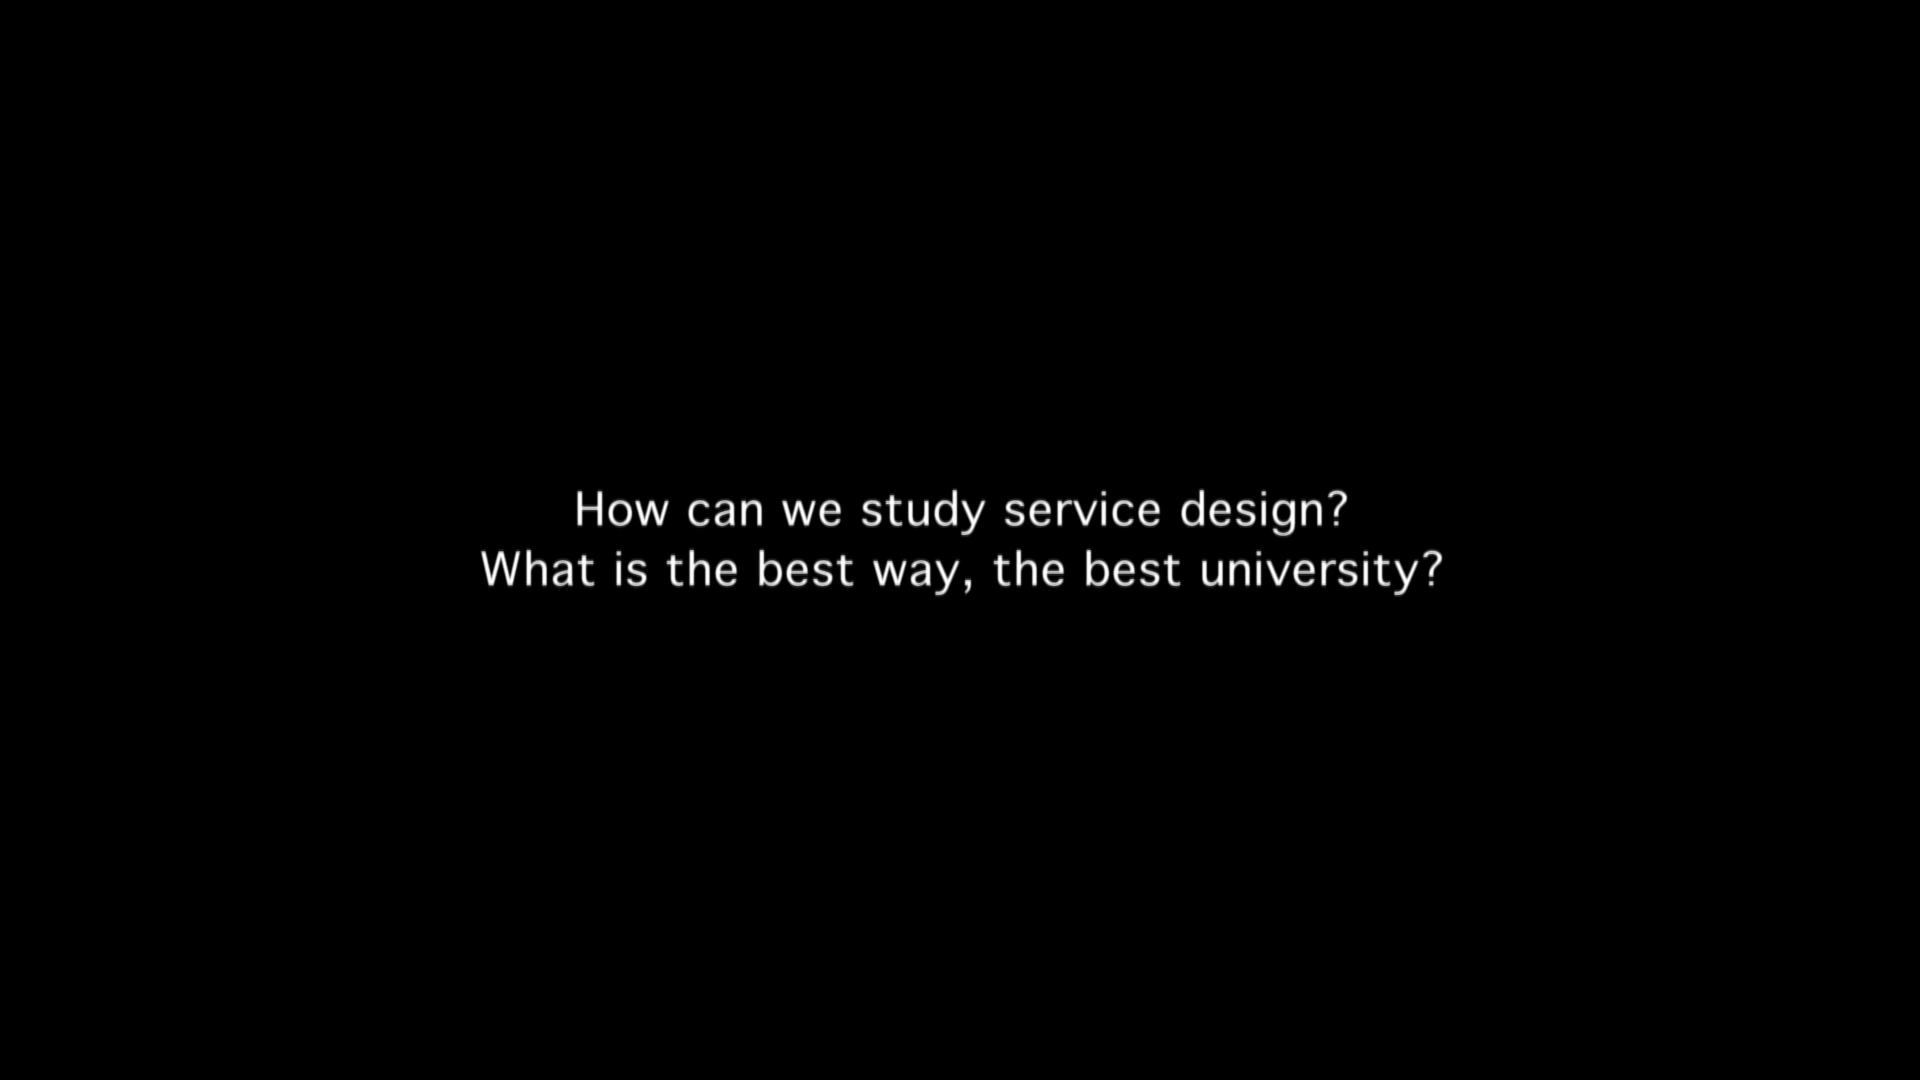 How can we study service design?
What is the best way, the best university?